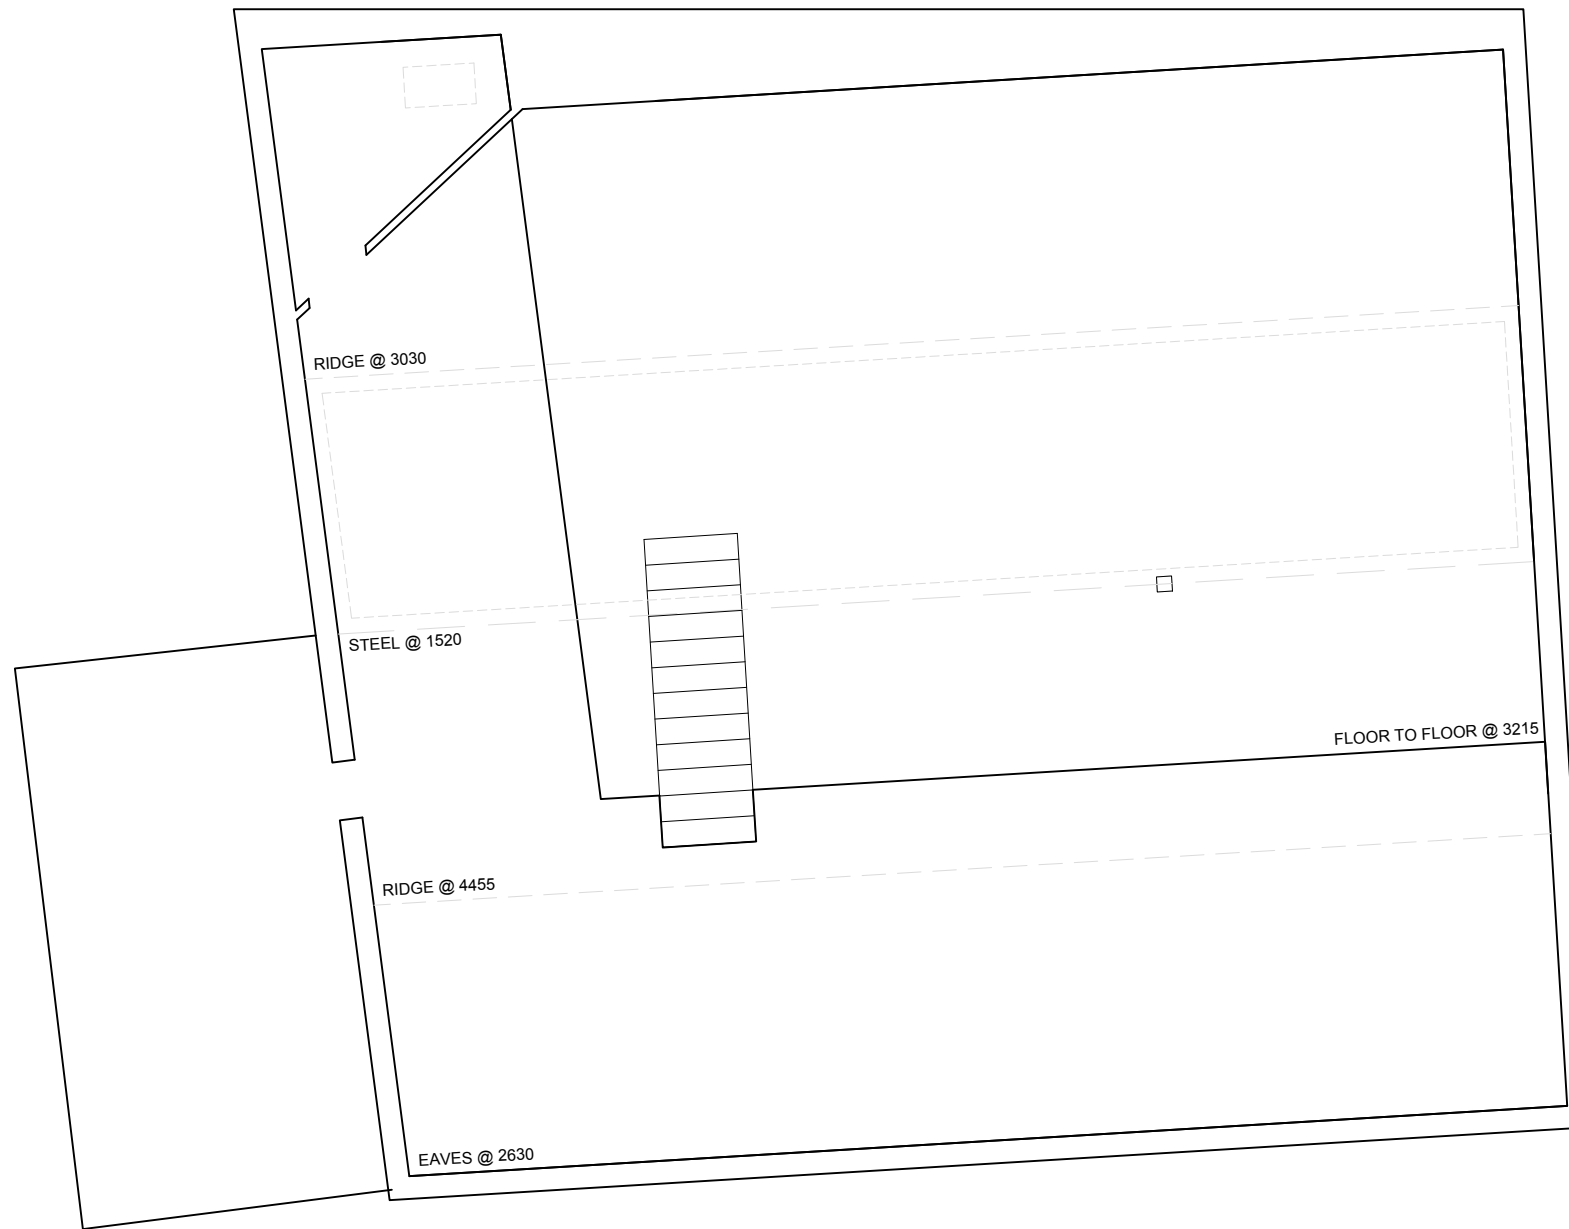 RIDGE @ 3030
STEEL @ 1520
FLOOR TO FLOOR @ 3215
RIDGE @ 4455
EAVES @ 2630